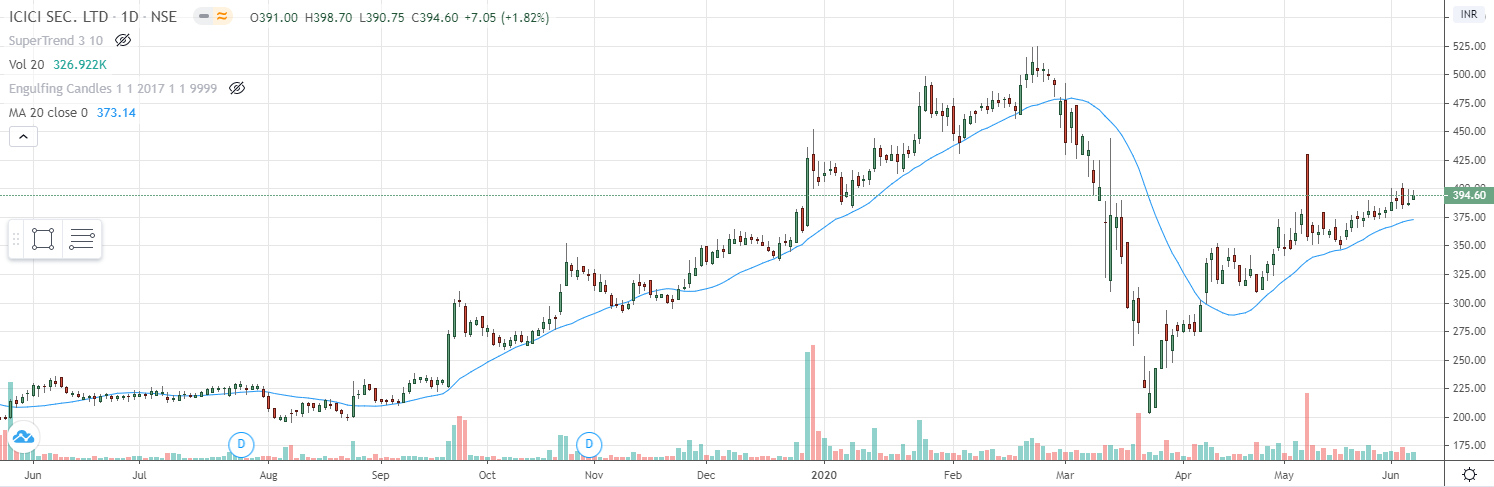 ICICI SEC. LTD · 1D · NSE O391.00 H398.70 L390.75 C394.60 +7.05 (+1.82%) INR
SuperTrend 3 10
Vol 20 326.922K
Engulfing Candles 1 1 2017 1 1 9999
MA 20 close 0 373.14
525.00
500.00
475.00
450.00
425.00
400.00
394.60
375.00
350.00
325.00
300.00
275.00
250.00
225.00
200.00
175.00
D D
Jun Jul Aug Sep Oct Nov Dec 2020 Feb Mar Apr May Jun